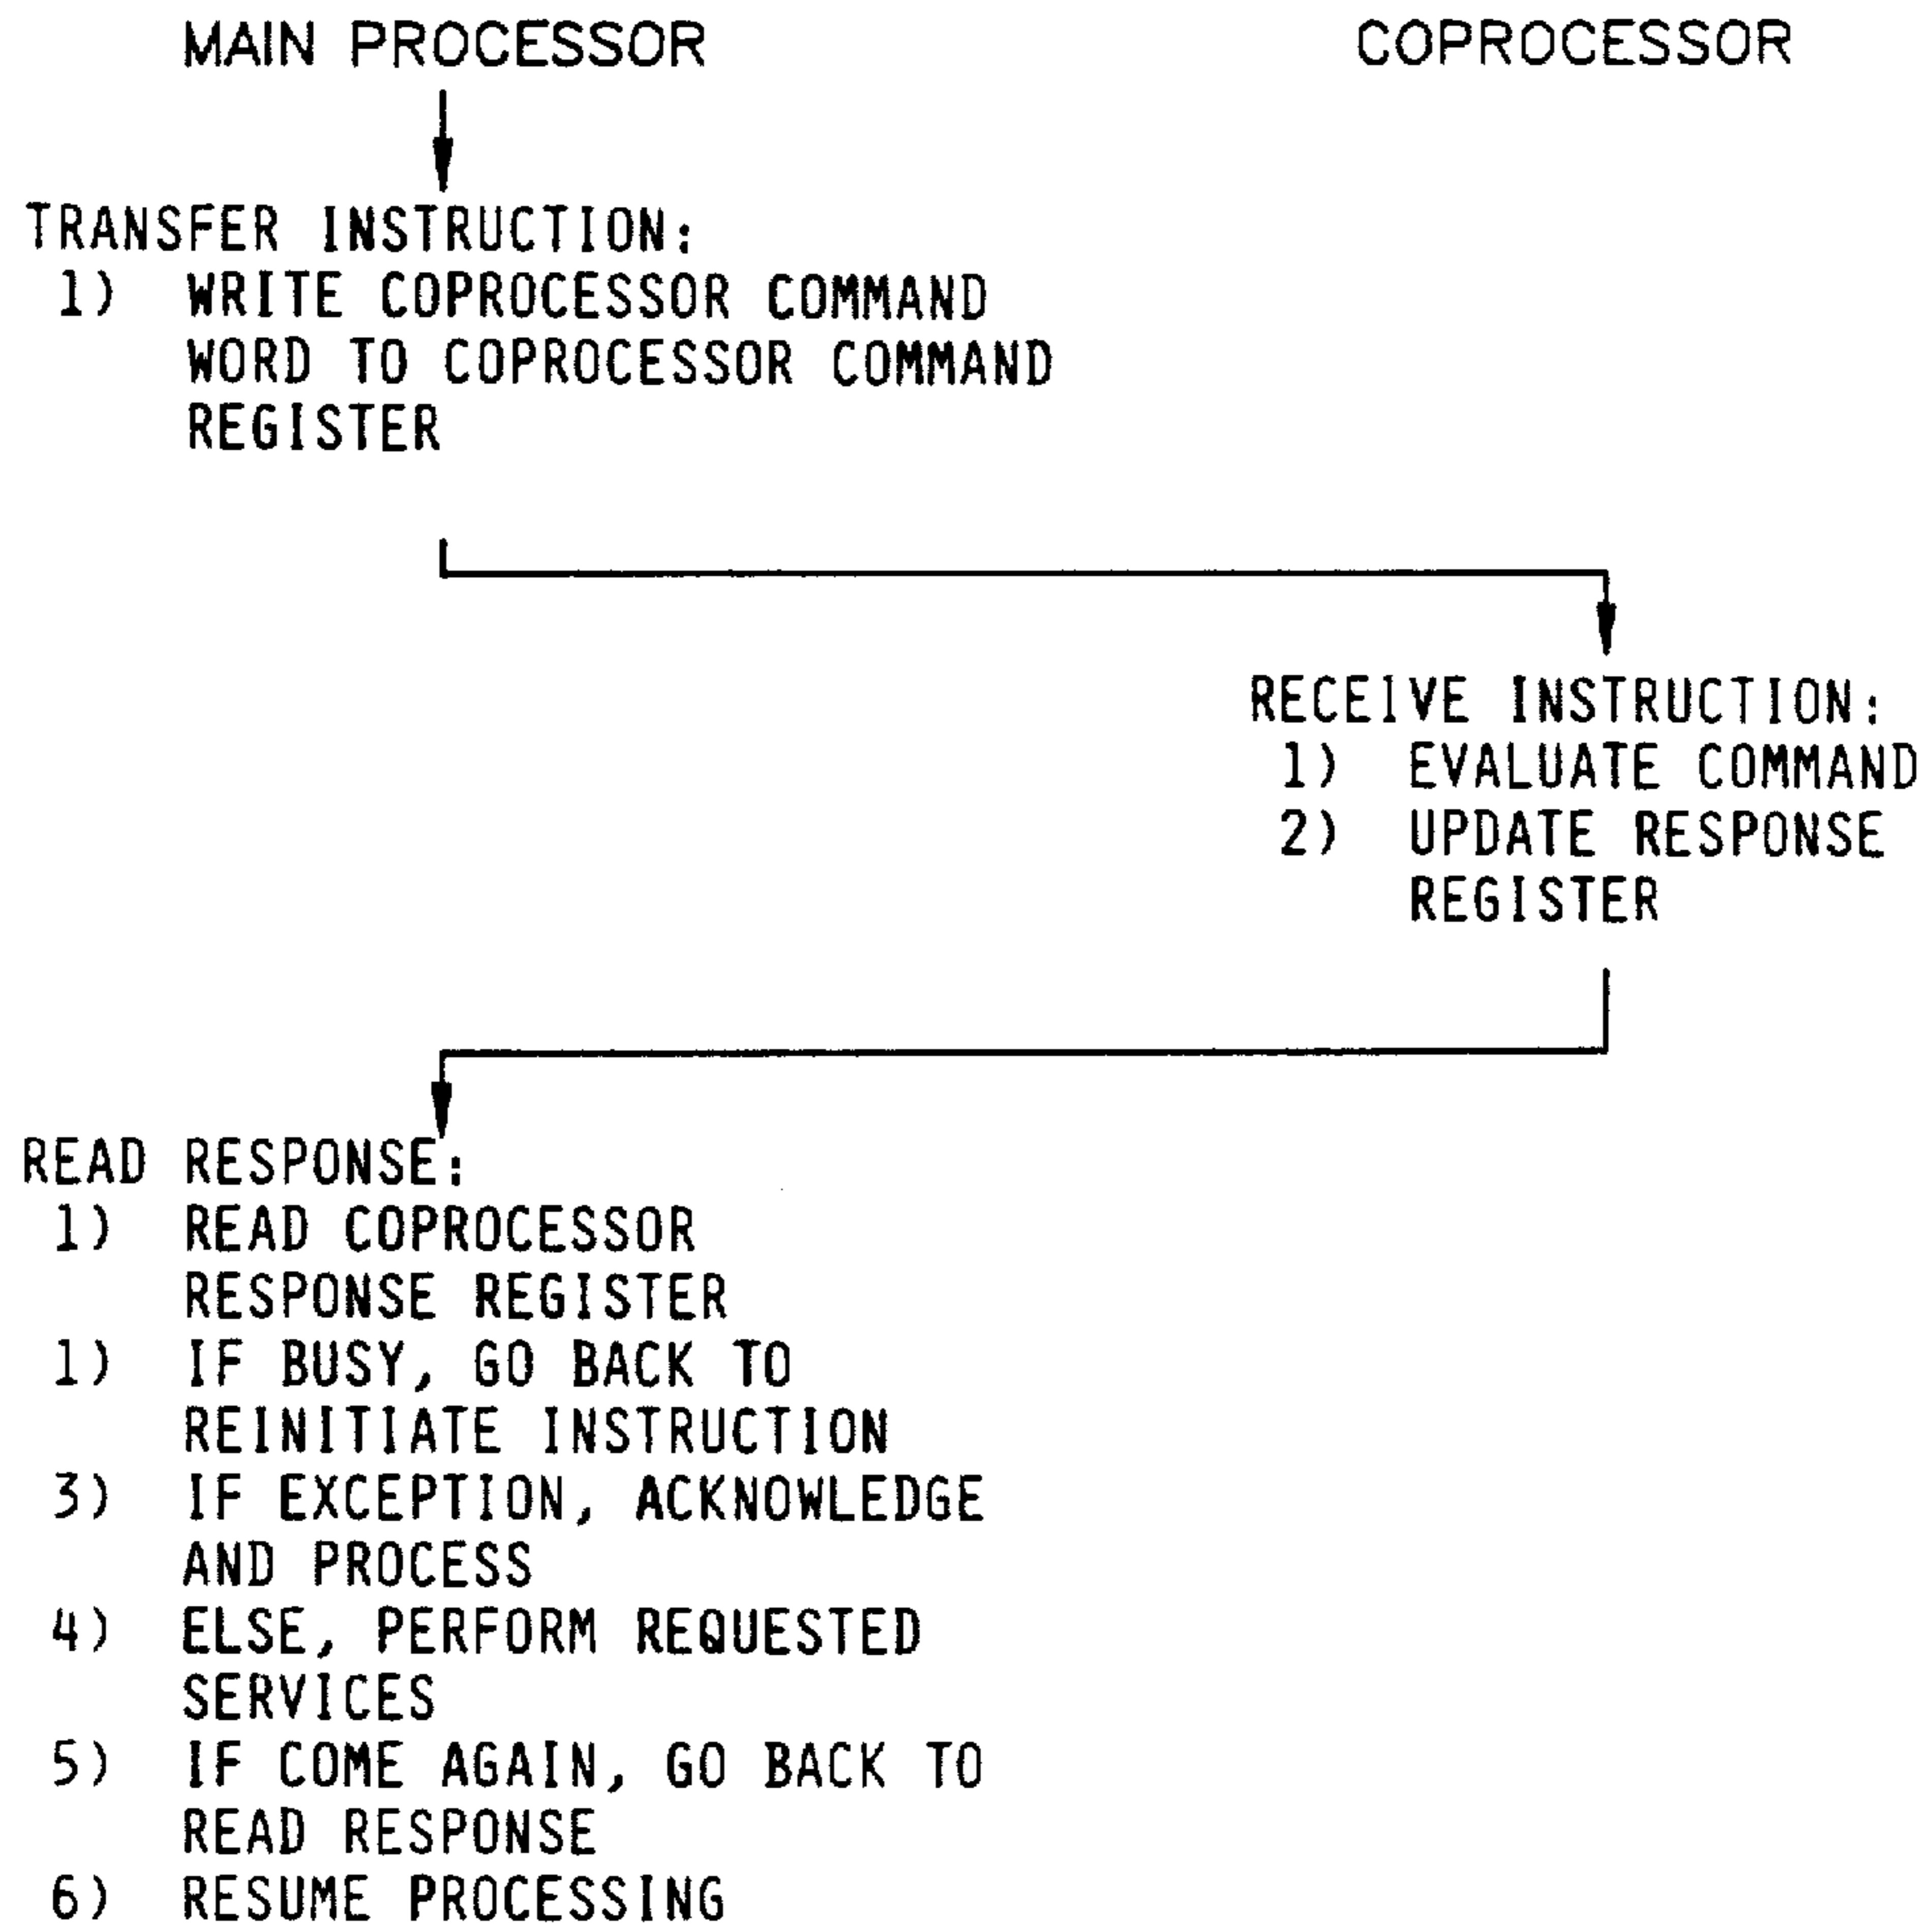 MAIN PROCESSOR COPROCESSOR
TRANSFER INSTRUCTION:
1) WRITE COPROCESSOR COMMAND
WORD TO COPROCESSOR COMMAND
REGISTER
RECEIVE INSTRUCTION:
1) EVALUATE COMMAND
2) UPDATE RESPONSE
REGISTER
READ RESPONSE:
1) READ COPROCESSOR
RESPONSE REGISTER
1) IF BUSY, GO BACK TO
REINITIATE INSTRUCTION
3) IF EXCEPTION, ACKNOWLEDGE
AND PROCESS
4) ELSE, PERFORM REQUESTED
SERVICES
5) IF COME AGAIN, GO BACK TO
READ RESPONSE
6) RESUME PROCESSING